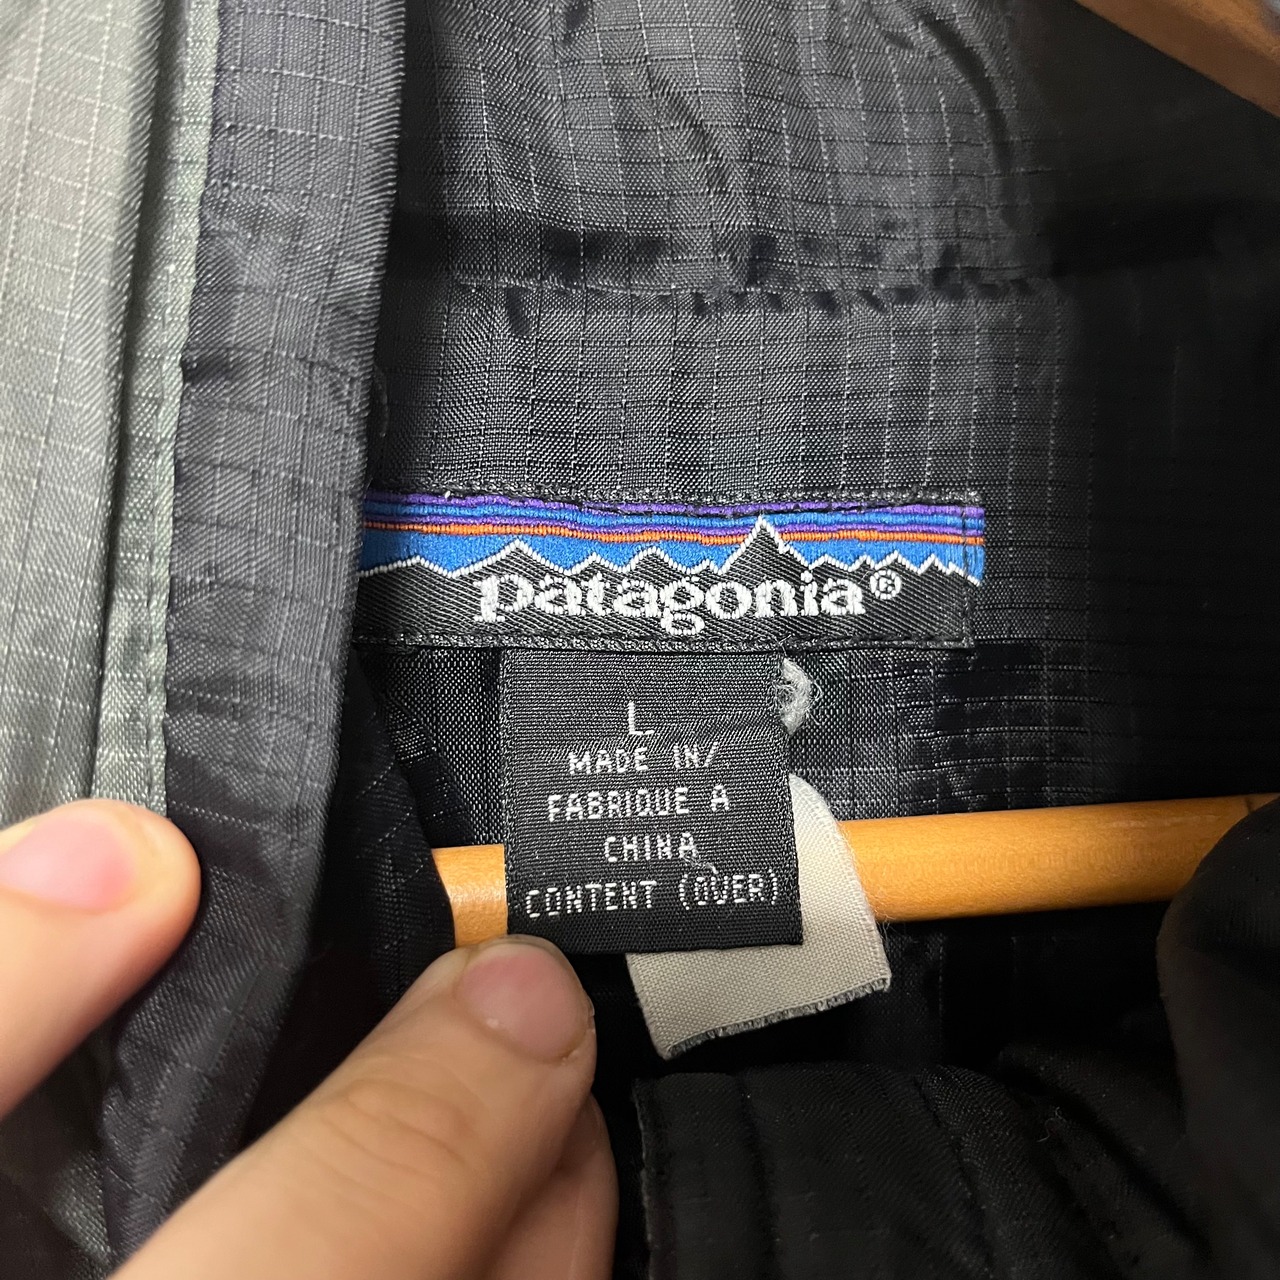 patagonia®
L
MADE IN/
FABRIQUE A
CHINA
CONTENT (OVER)